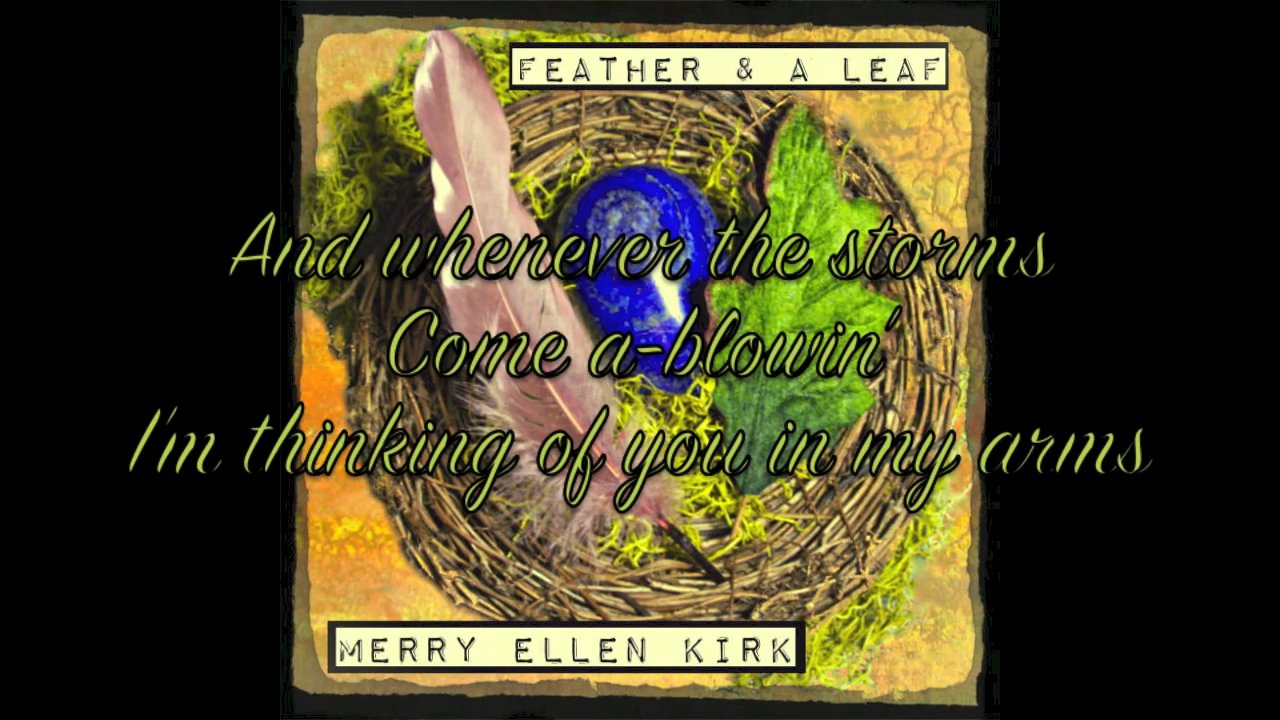 FEATHER & A LEAF
And whenever the storms
Come a-blowin'
I'm thinking of you in my arms
MERRY ELLEN KIRK